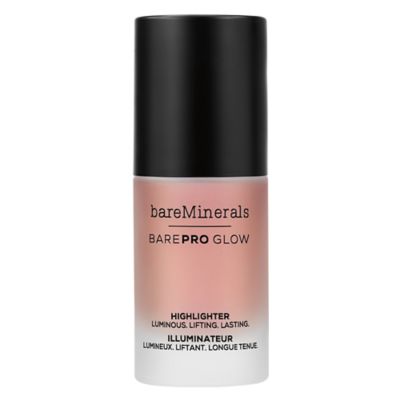 bareMinerals
BAREPRO GLOW
HIGHLIGHTER
LUMINOUS. LIFTING. LASTING.
ILLUMINATEUR
LUMINEUX. LIFTANT. LONGUE TENUE.